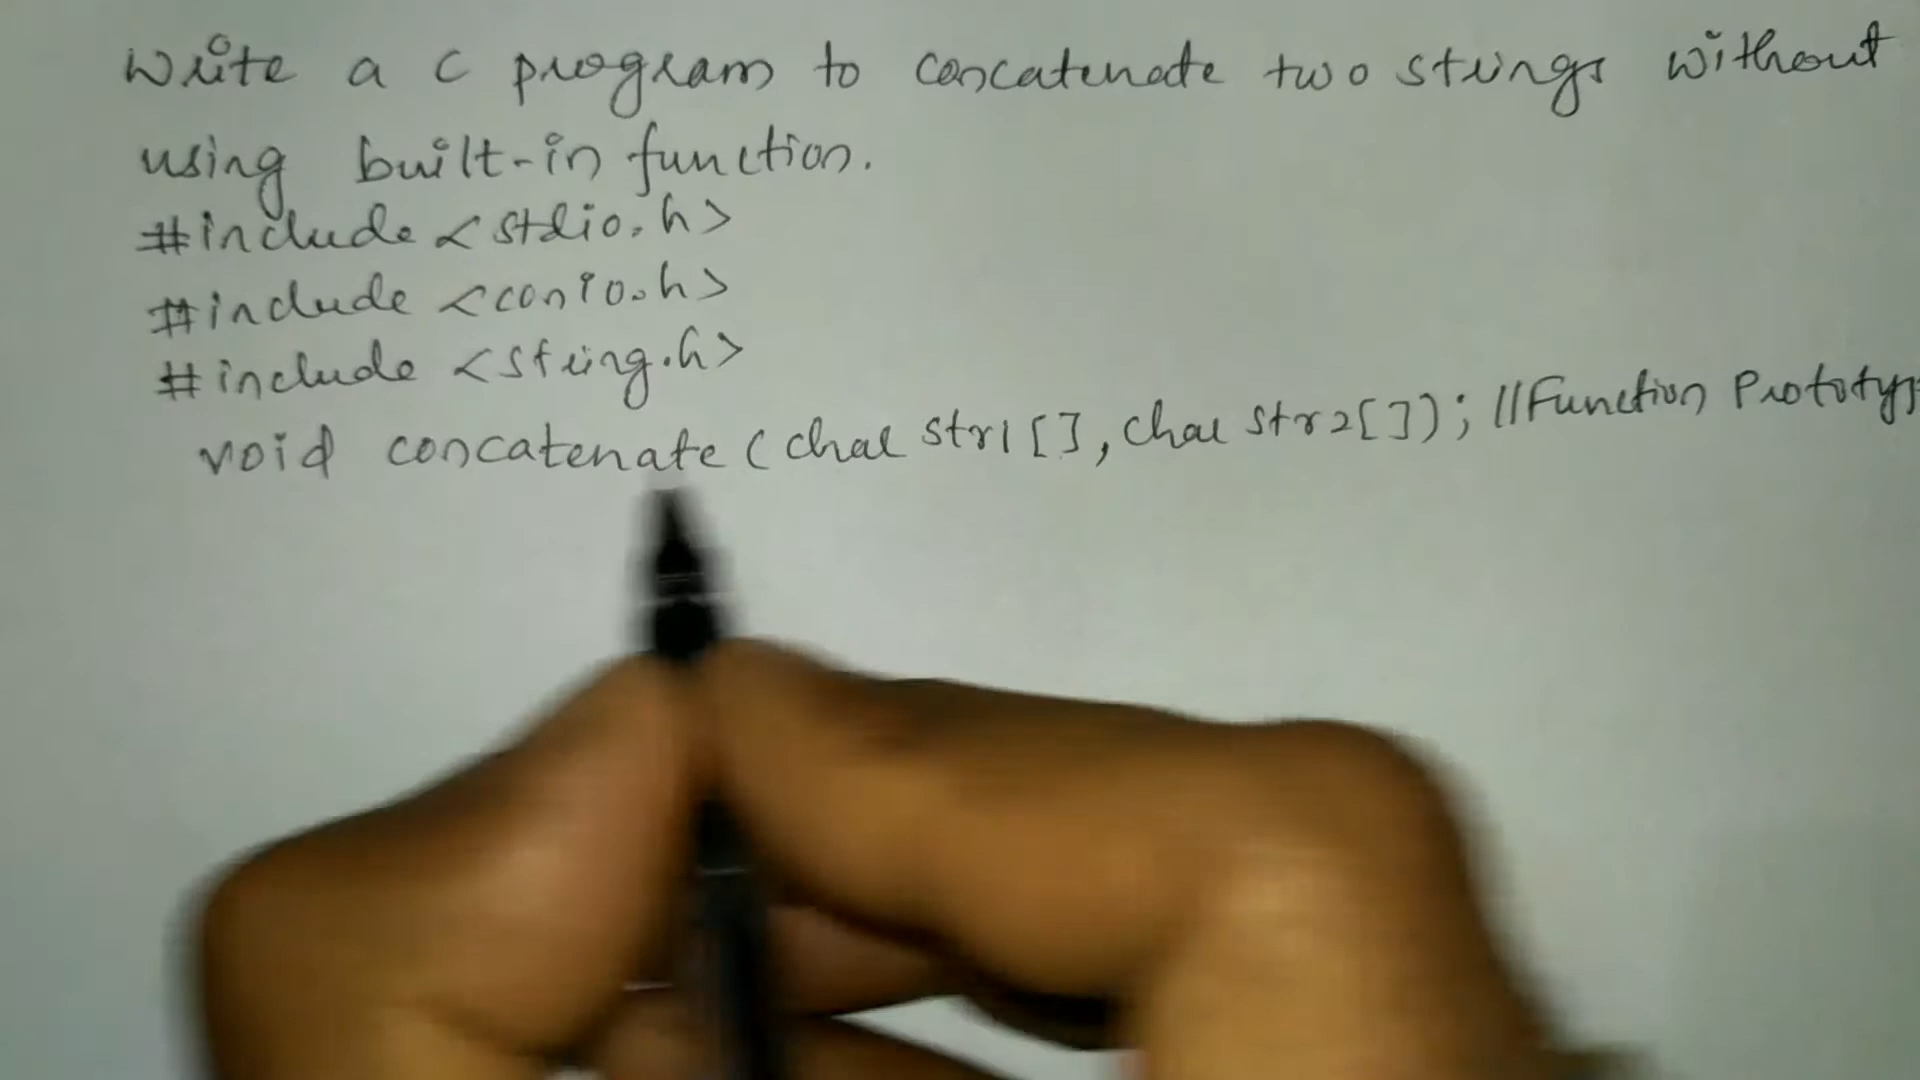 Write a C program to concatenate two strings without
using built-in function.
#include <stdio.h>
#include <conio.h>
#include <string.h>
void concatenate (char str1[], char str2[]); //Function Prototyp